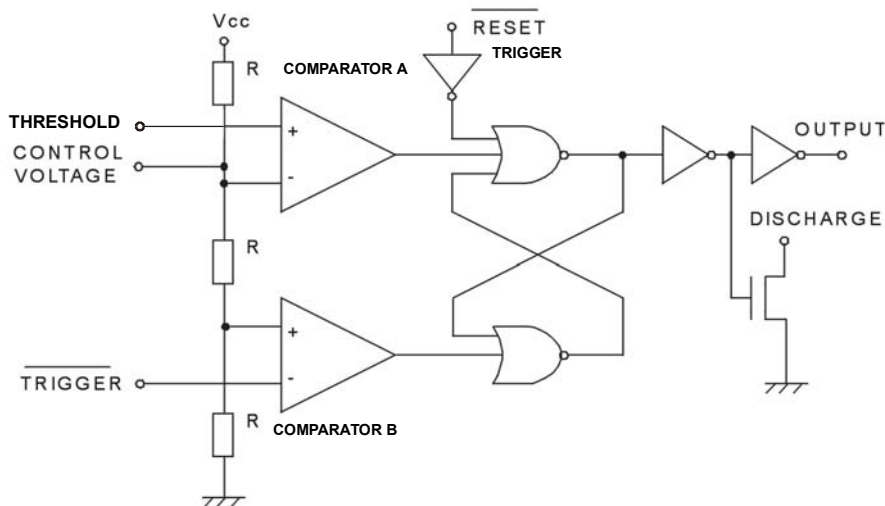 Vcc
RESET
TRIGGER
R
COMPARATOR A
THRESHOLD
+
OUTPUT
CONTROL
VOLTAGE
-
DISCHARGE
R
+
TRIGGER
-
R
COMPARATOR B